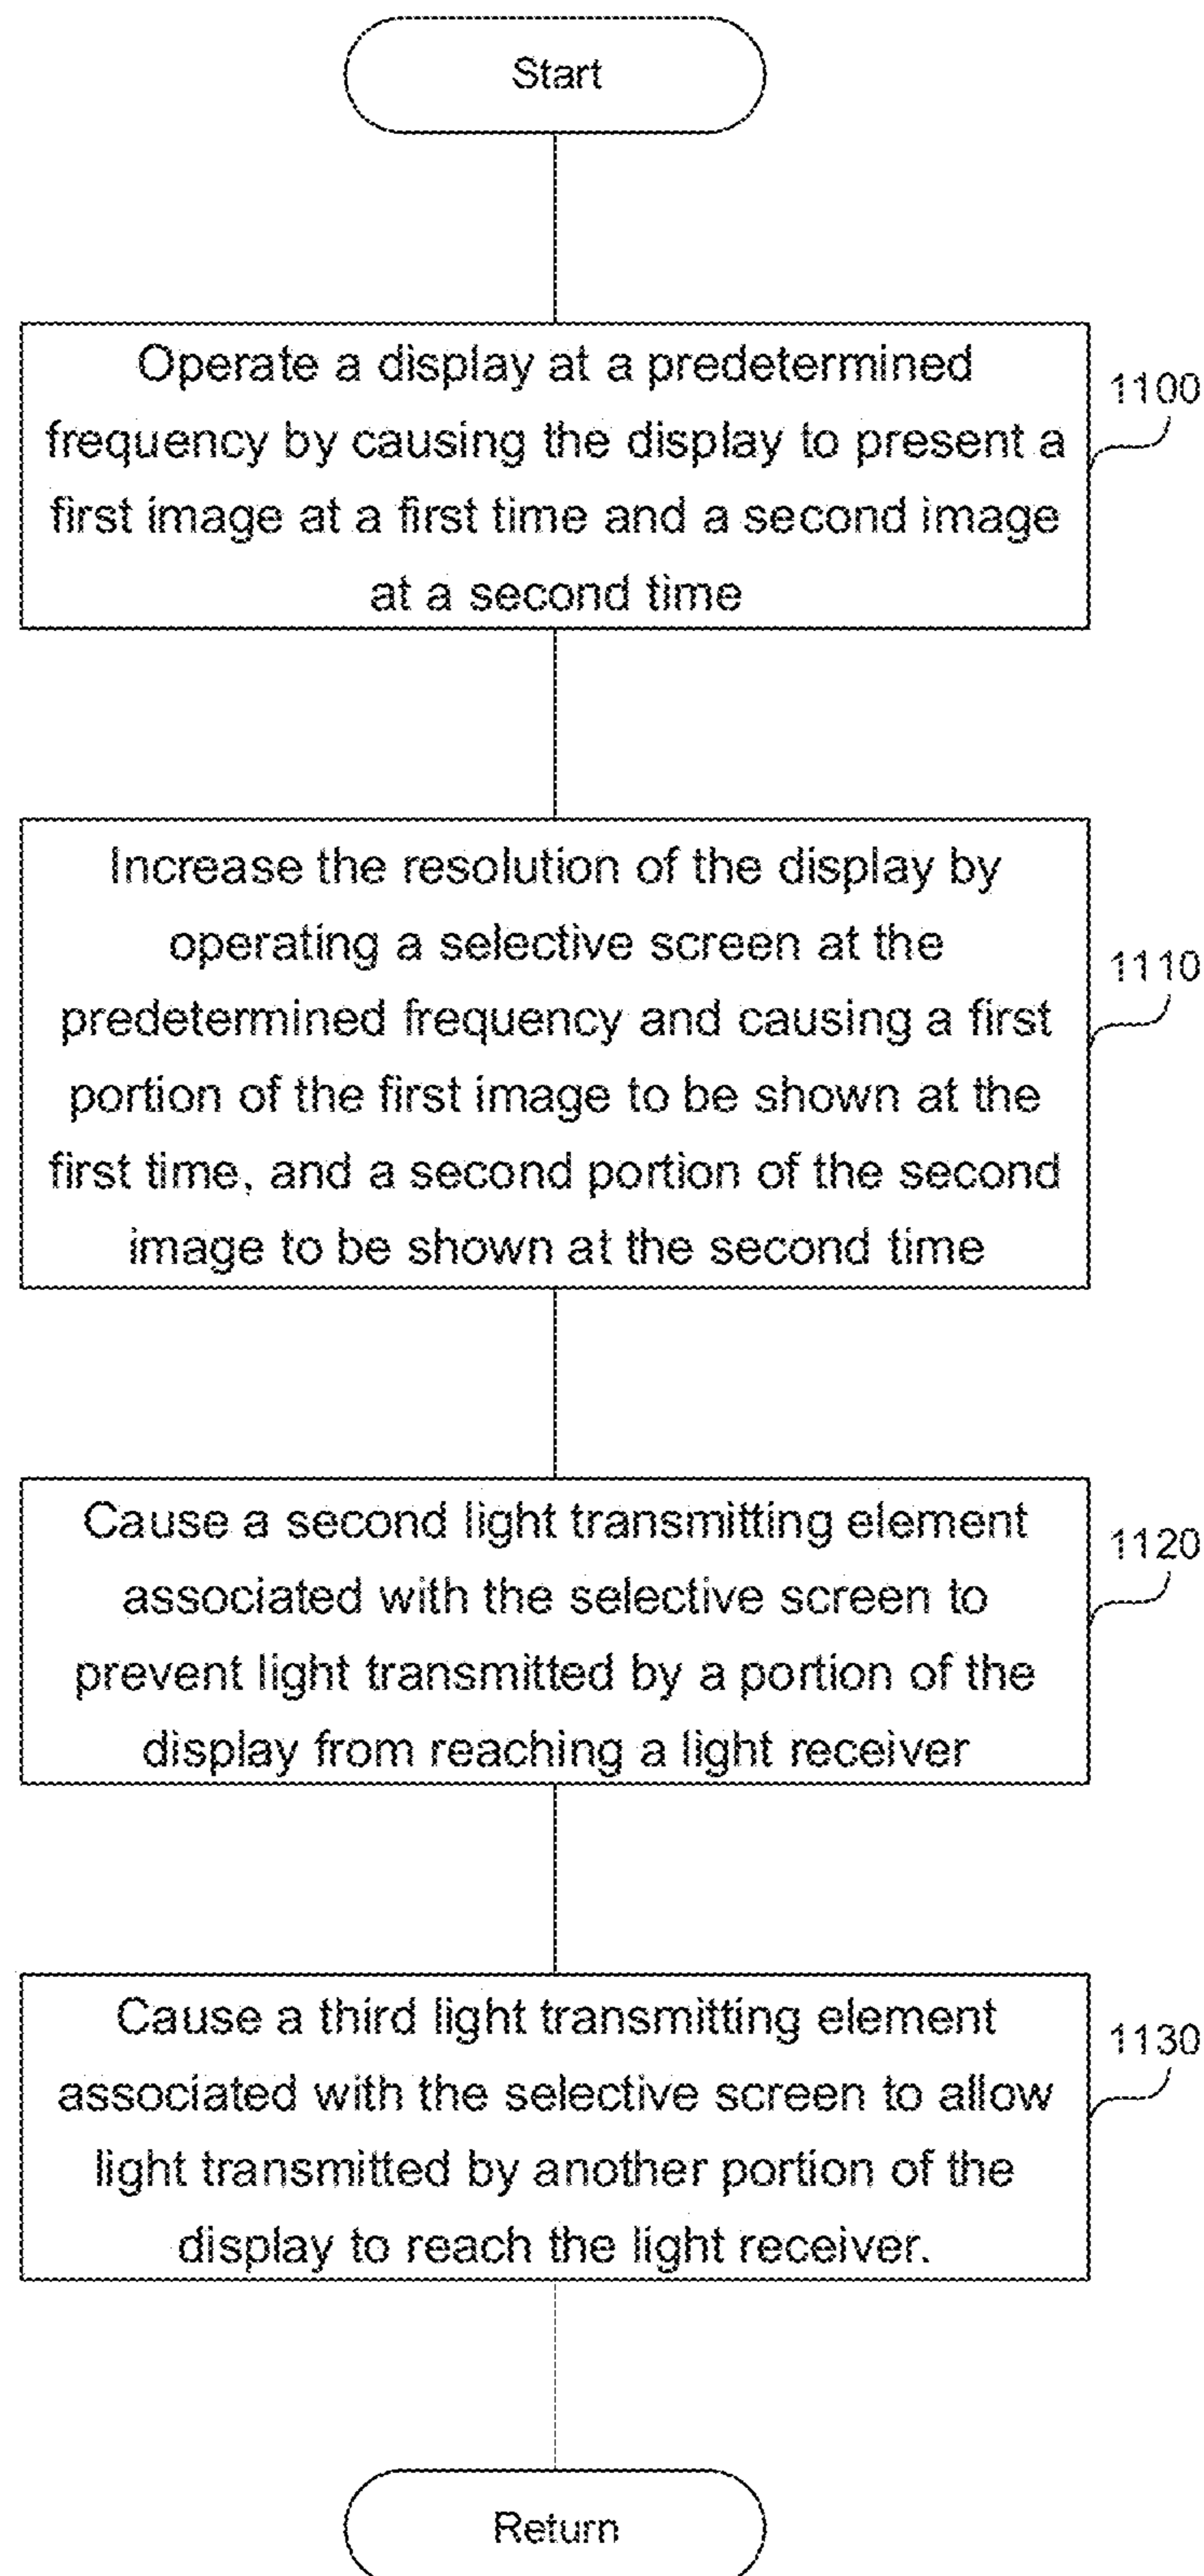 Start
Operate a display at a predetermined
frequency by causing the display to present a
first image at a first time and a second image
at a second time
1100
Increase the resolution of the display by
operating a selective screen at the
predetermined frequency and causing a first
portion of the first image to be shown at the
first time, and a second portion of the second
image to be shown at the second time
1110
Cause a second light transmitting element
associated with the selective screen to
prevent light transmitted by a portion of the
display from reaching a light receiver
1120
Cause a third light transmitting element
associated with the selective screen to allow
light transmitted by another portion of the
display to reach the light receiver.
1130
Return